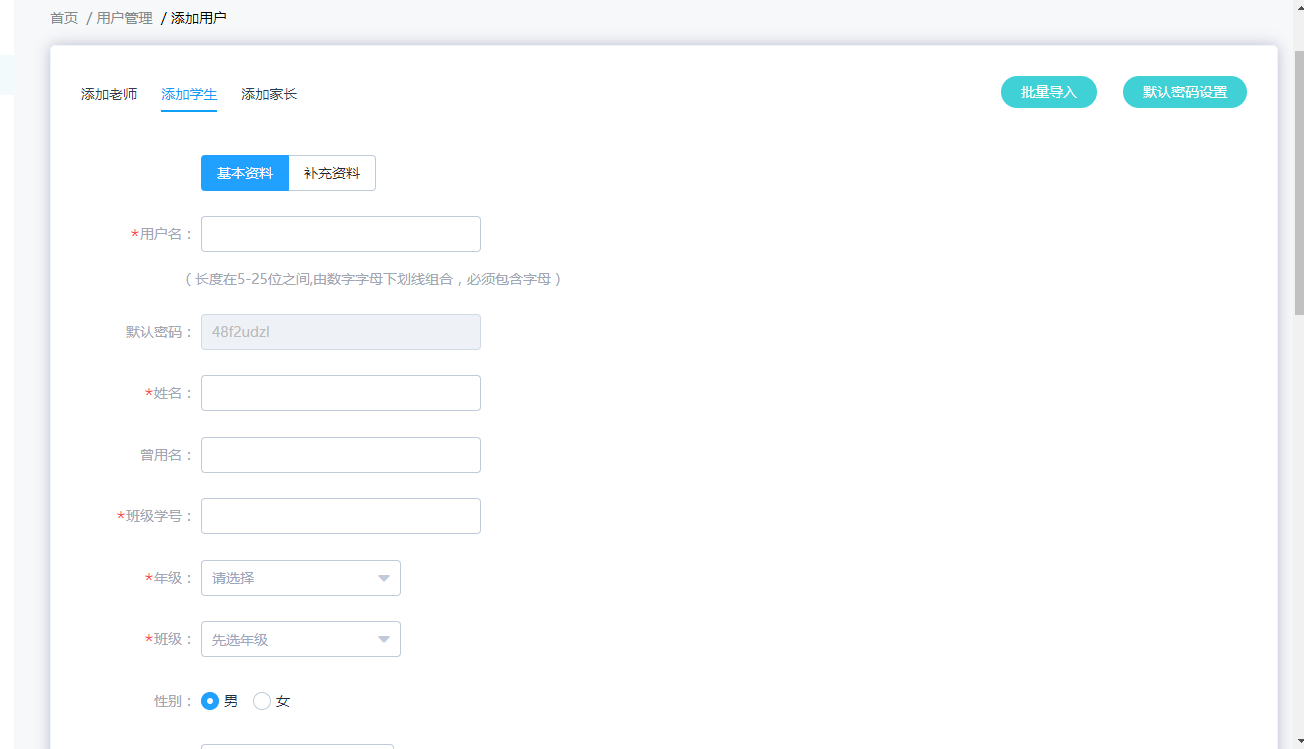 首页 / 用户管理 / 添加用户
添加老师 添加学生 添加家长 批量导入 默认密码设置
基本资料 补充资料
*用户名：
（ 长度在5-25位之间,由数字字母下划线组合，必须包含字母 ）
默认密码： 48f2udzl
*姓名：
曾用名：
*班级学号：
*年级： 请选择
*班级： 先选年级
性别： 男 女